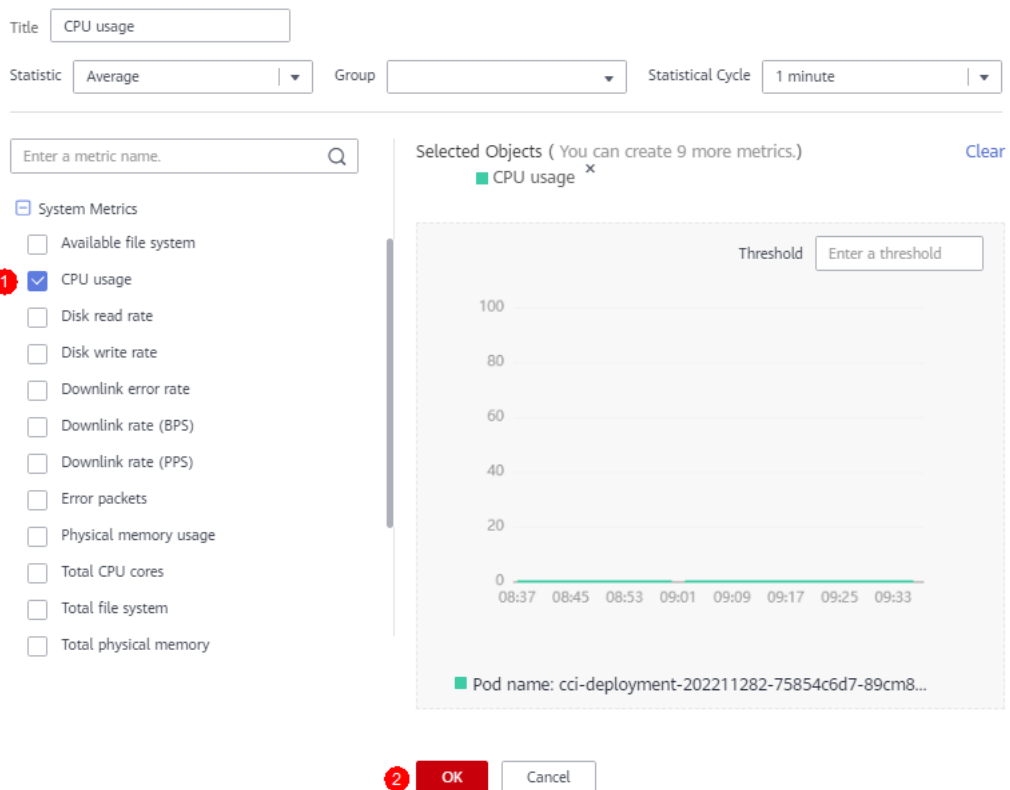 Title CPU usage
Statistic Average Group Statistical Cycle 1 minute
Enter a metric name.
System Metrics
Available file system
1 CPU usage
Disk read rate
Disk write rate
Downlink error rate
Downlink rate (BPS)
Downlink rate (PPS)
Error packets
Physical memory usage
Total CPU cores
Total file system
Total physical memory
Selected Objects ( You can create 9 more metrics.) Clear
CPU usage ×
Threshold Enter a threshold
100
80
60
40
20
0
08:37 08:45 08:53 09:01 09:09 09:17 09:25 09:33
Pod name: cci-deployment-202211282-75854c6d7-89cm8...
2 OK Cancel